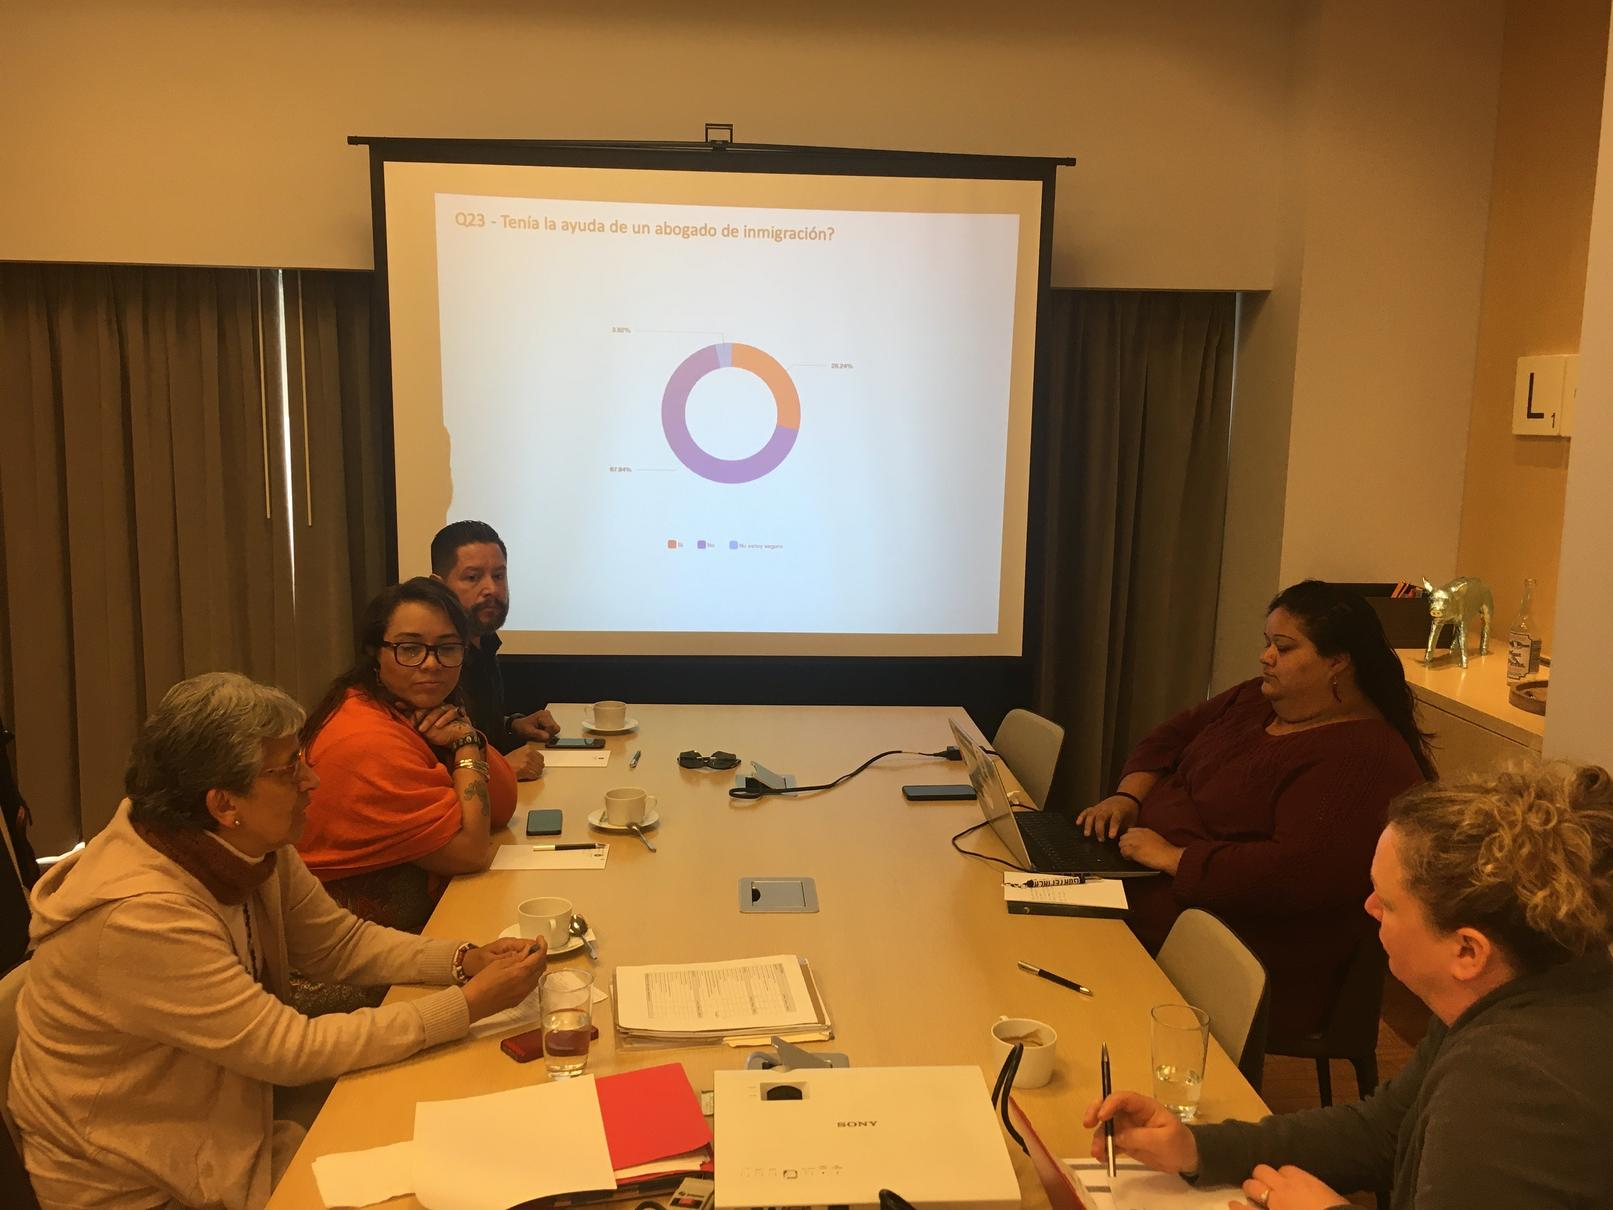 Q23 - Tenía la ayuda de un abogado de inmigración?
3.92%
28.24%
67.84%
Sí No No estoy seguro
L
1
SONY